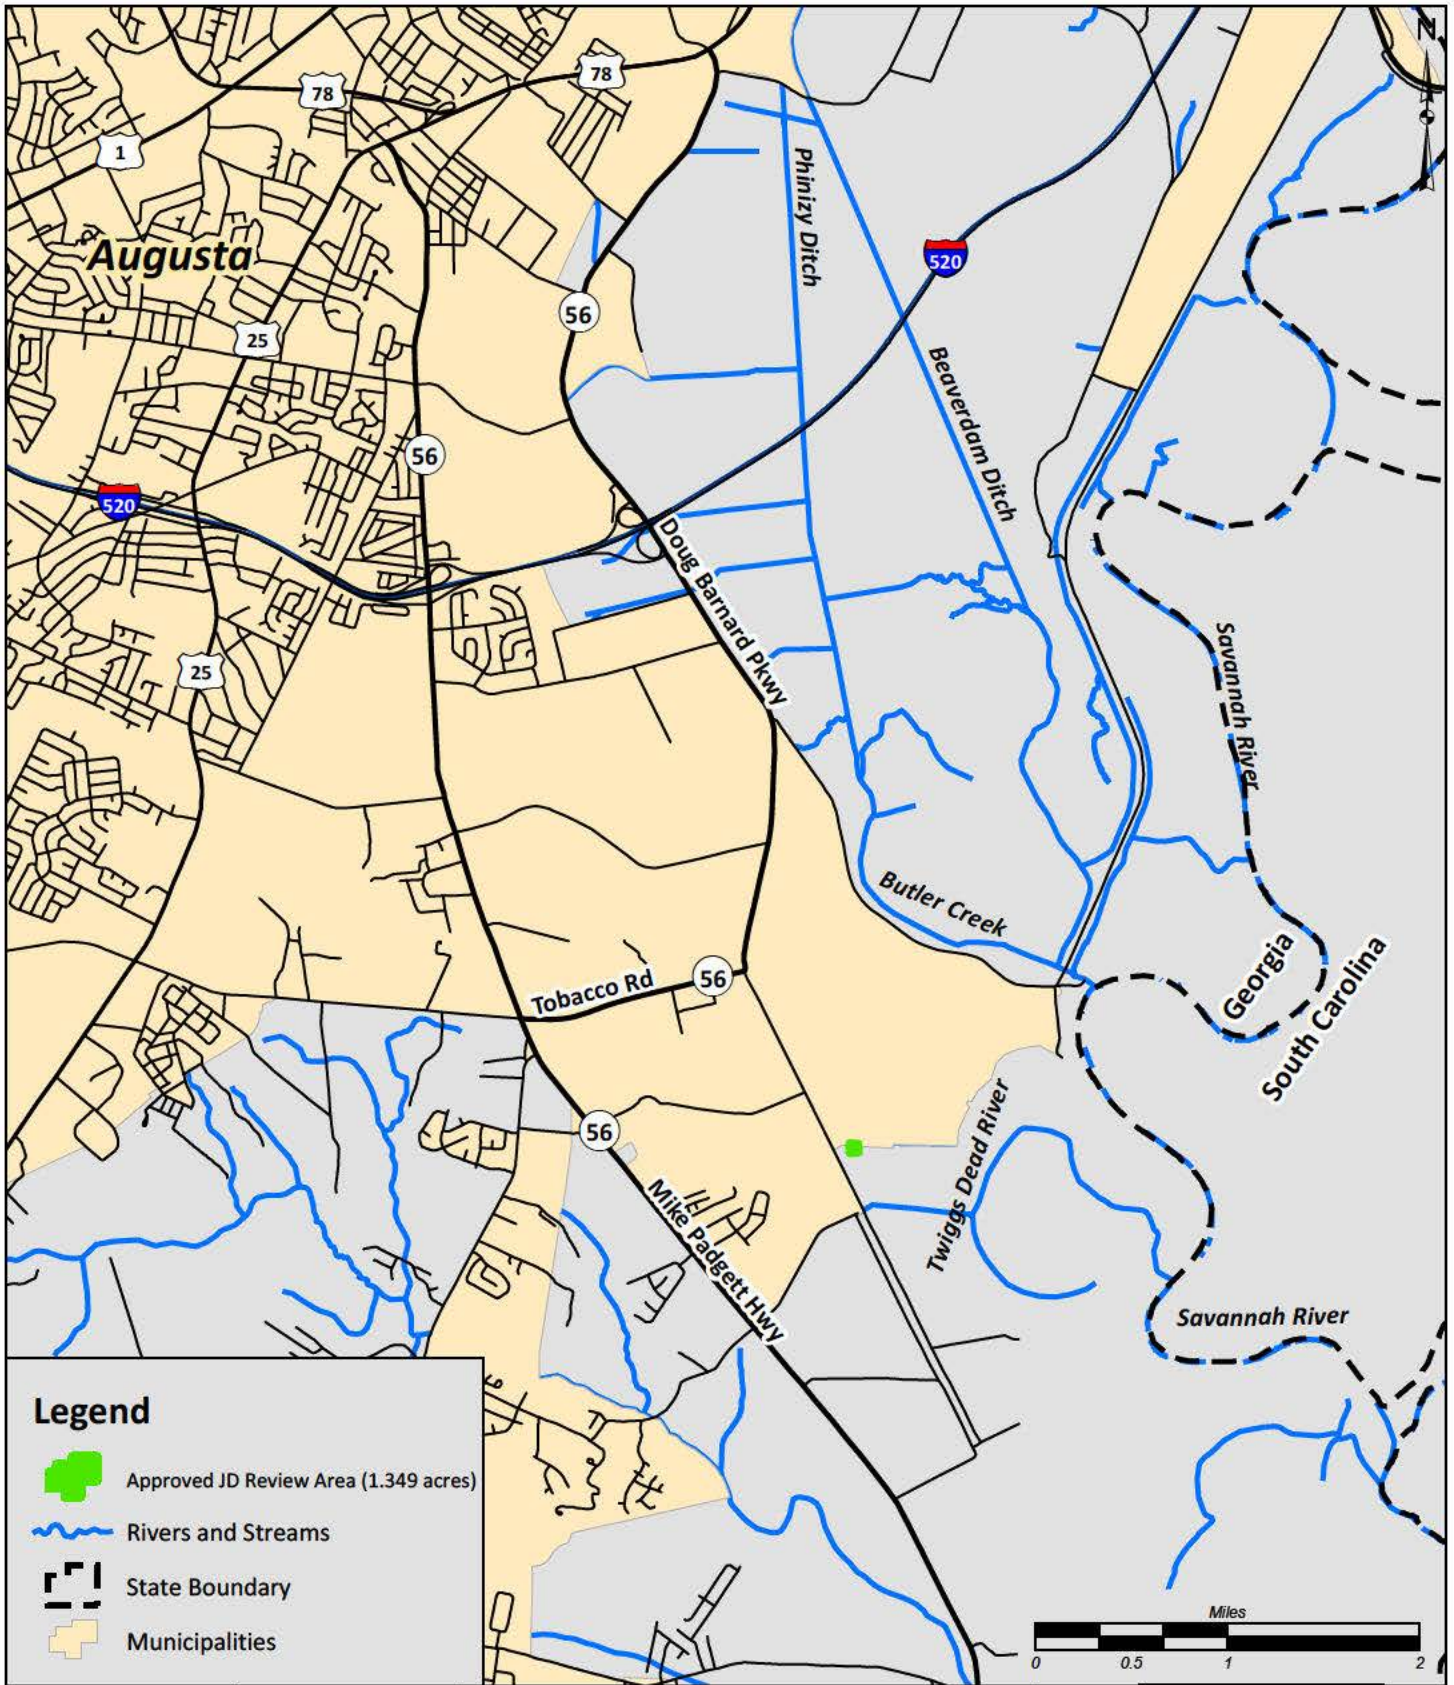 N
78
78
1
Phinizy Ditch
Augusta
520
56
25
Beaverdam Ditch
56
520
Doug Barnard Pkwy
25
Savannah River
Butler Creek
Georgia
South Carolina
Tobacco Rd
56
56
Twiggs Dead River
Mike Padgett Hwy
Savannah River
Legend
Approved JD Review Area (1.349 acres)
Rivers and Streams
State Boundary
Municipalities
Miles
0 0.5 1 2